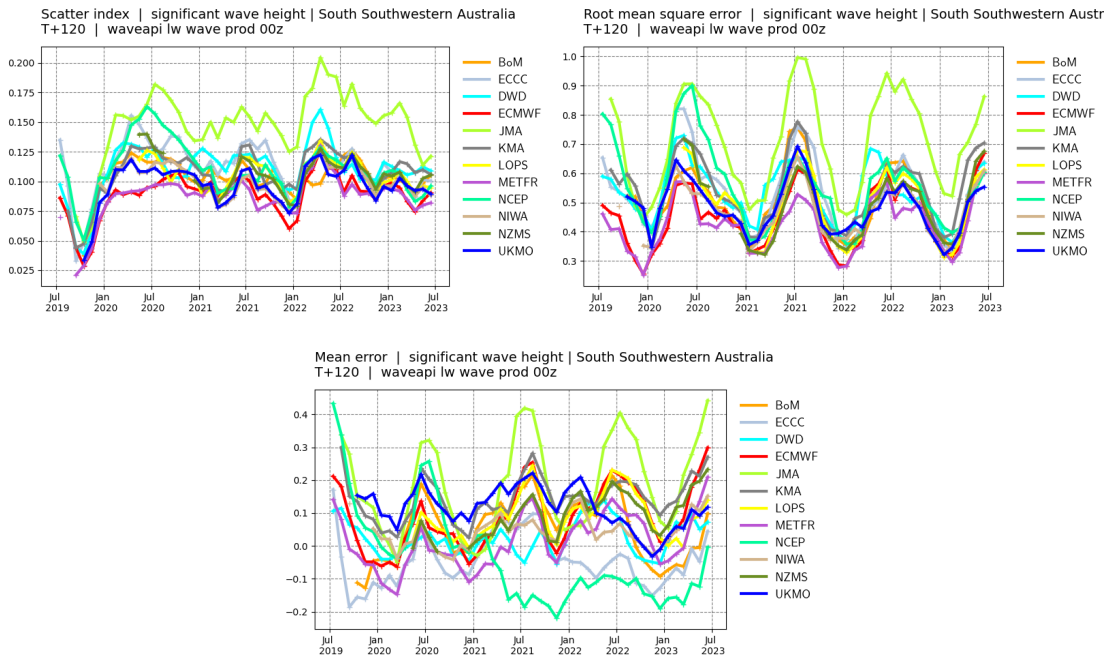 Scatter index | significant wave height | South Southwestern Australia
T+120 | waveapi lw wave prod 00z
0.200
0.175
0.150
0.125
0.100
0.075
0.050
0.025
Jul 2019
Jan 2020
Jul 2020
Jan 2021
Jul 2021
Jan 2022
Jul 2022
Jan 2023
Jul 2023
BoM
ECCC
DWD
ECMWF
JMA
KMA
LOPS
METFR
NCEP
NIWA
NZMS
UKMO
Root mean square error | significant wave height | South Southwestern Austr
T+120 | waveapi lw wave prod 00z
1.0
0.9
0.8
0.7
0.6
0.5
0.4
0.3
Jul 2019
Jan 2020
Jul 2020
Jan 2021
Jul 2021
Jan 2022
Jul 2022
Jan 2023
Jul 2023
BoM
ECCC
DWD
ECMWF
JMA
KMA
LOPS
METFR
NCEP
NIWA
NZMS
UKMO
Mean error | significant wave height | South Southwestern Australia
T+120 | waveapi lw wave prod 00z
0.4
0.3
0.2
0.1
0.0
−0.1
−0.2
Jul 2019
Jan 2020
Jul 2020
Jan 2021
Jul 2021
Jan 2022
Jul 2022
Jan 2023
Jul 2023
BoM
ECCC
DWD
ECMWF
JMA
KMA
LOPS
METFR
NCEP
NIWA
NZMS
UKMO